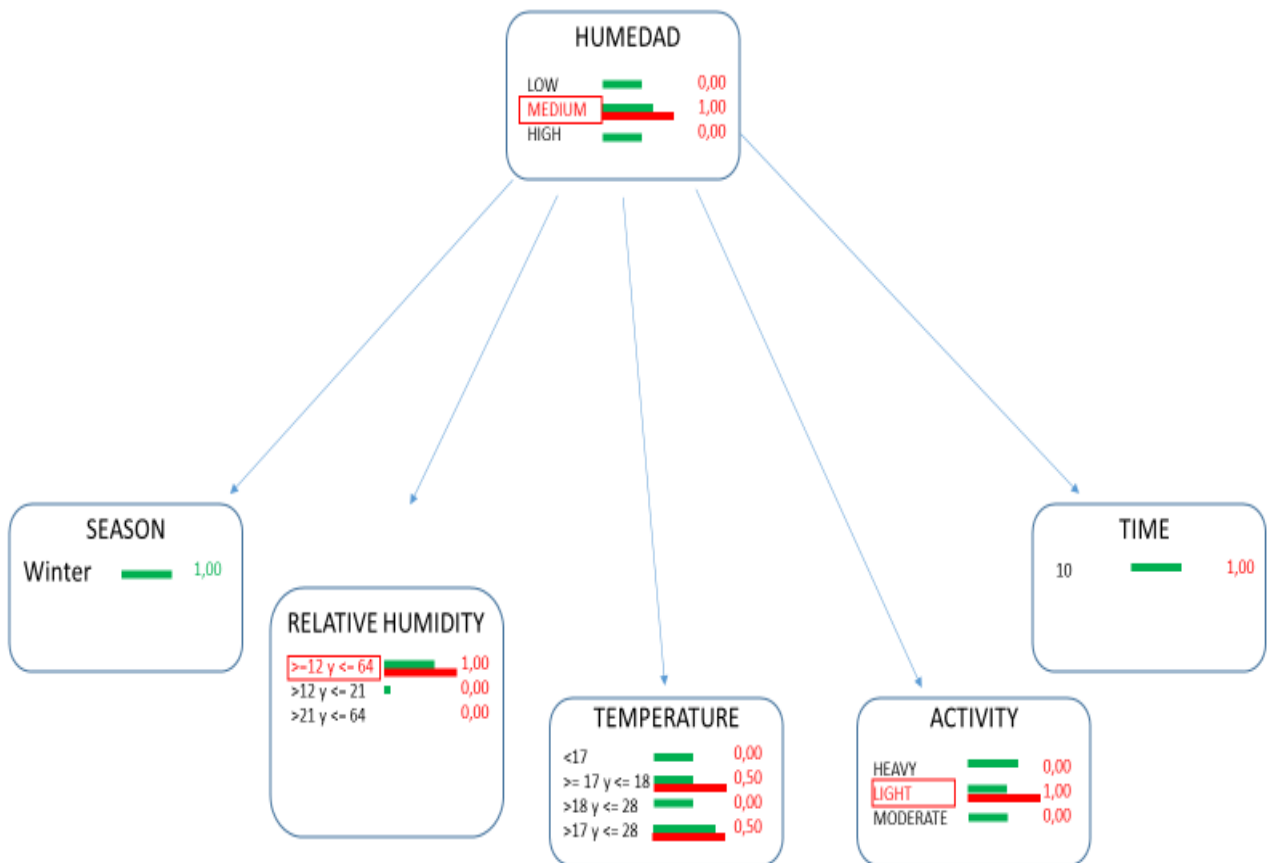 HUMEDAD
LOW 0,00
MEDIUM 1,00
HIGH 0,00
SEASON
Winter 1,00
RELATIVE HUMIDITY
>=12 y <= 64 1,00
>12 y <= 21 0,00
>21 y <= 64 0,00
TEMPERATURE
<17 0,00
>= 17 y <= 18 0,50
>18 y <= 28 0,00
>17 y <= 28 0,50
ACTIVITY
HEAVY 0,00
LIGHT 1,00
MODERATE 0,00
TIME
10 1,00